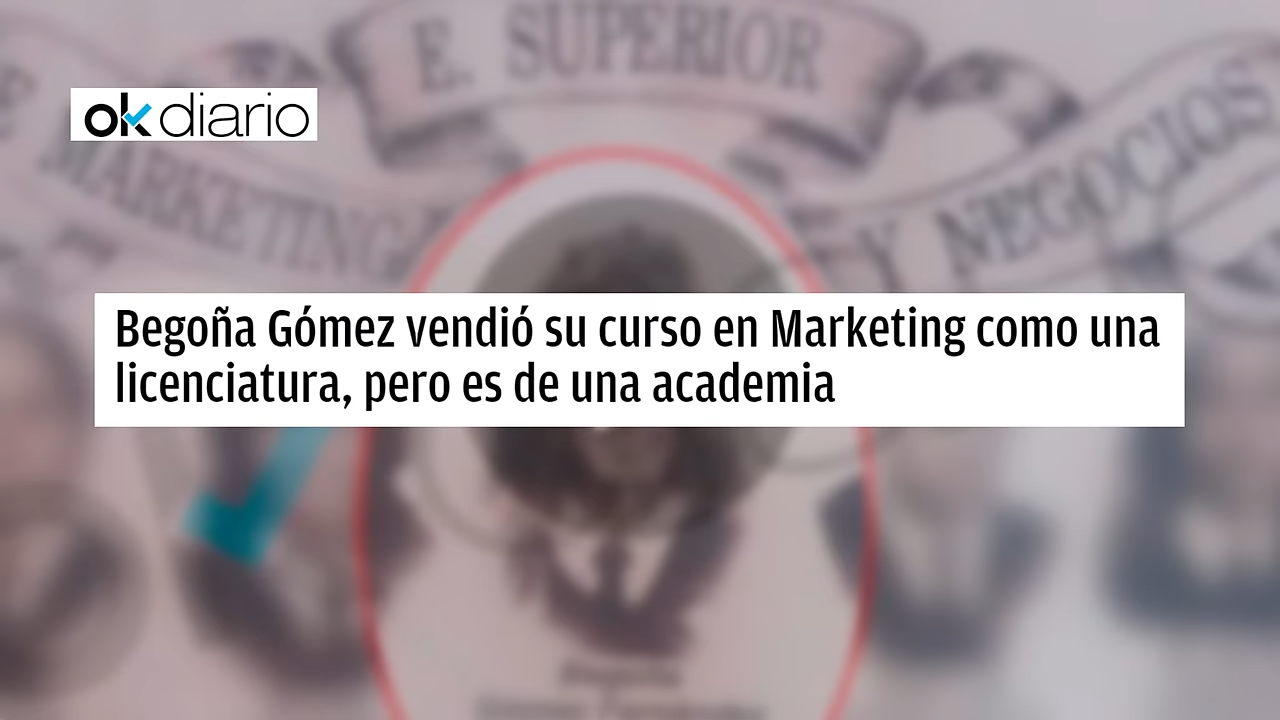 E. SUPERIOR
okdiario
MARKETING
Y NEGOCIOS
Begoña Gómez vendió su curso en Marketing como una
licenciatura, pero es de una academia